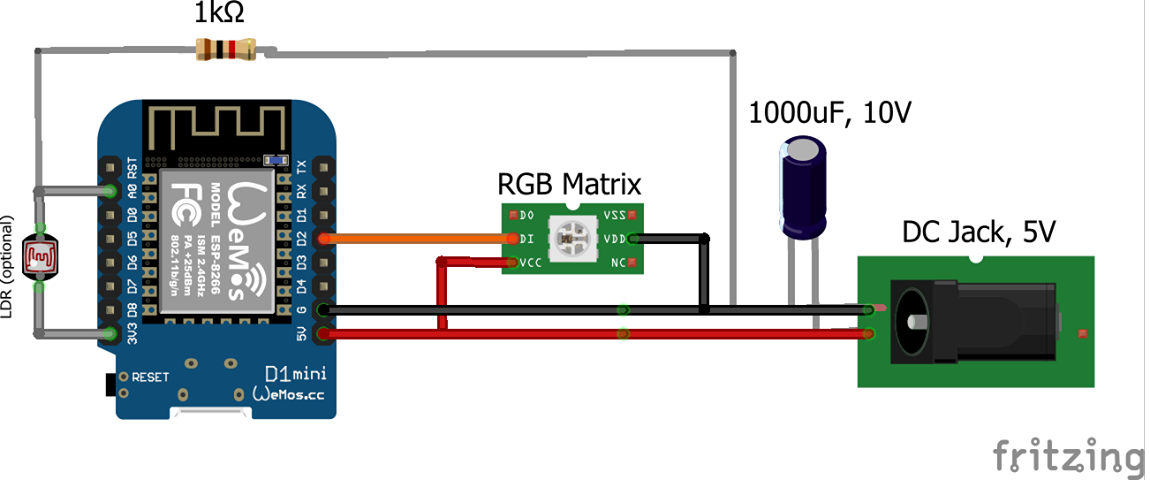 1kΩ
1000uF, 10V
RGB Matrix
DC Jack, 5V
LDR (optional)
RST
A0
D0
D5
D6
D7
D8
3V3
TX
RX
D1
D2
D3
D4
G
5V
WeMos
MODEL ESP-8266
ISM 2.4GHz
PA +25dBm
802.11b/g/n
FC
DO
DI
VCC
VSS
VDD
NC
RESET
D1mini
WeMos.cc
fritzing